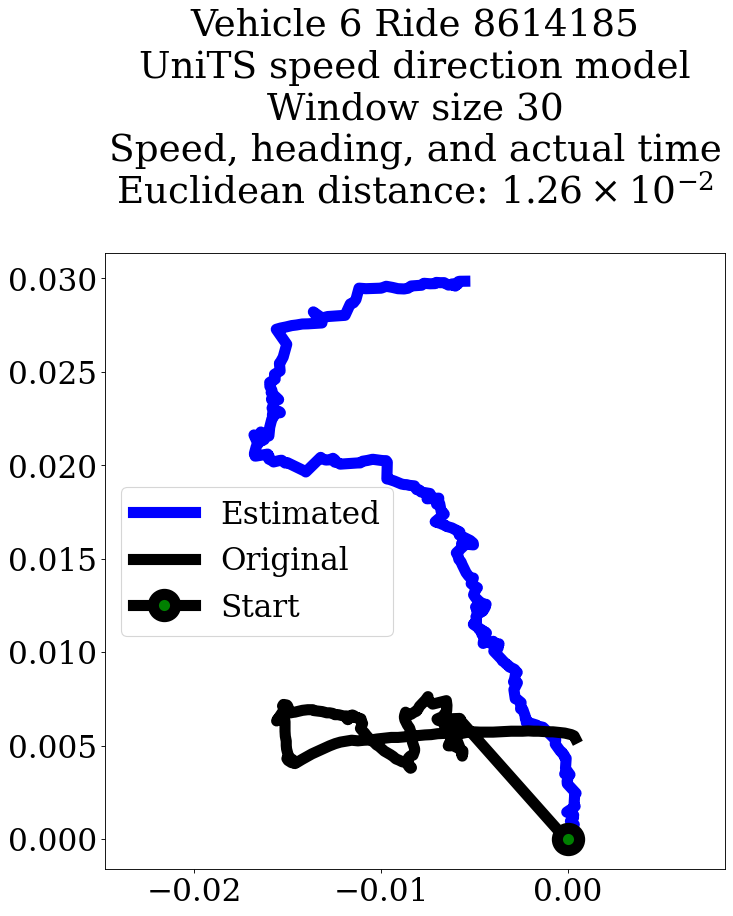 Vehicle 6 Ride 8614185
UniTS speed direction model
Window size 30
Speed, heading, and actual time
Euclidean distance: 1.26 × 10⁻²
0.030
0.025
0.020
0.015
0.010
0.005
0.000
Estimated
Original
Start
−0.02
−0.01
0.00